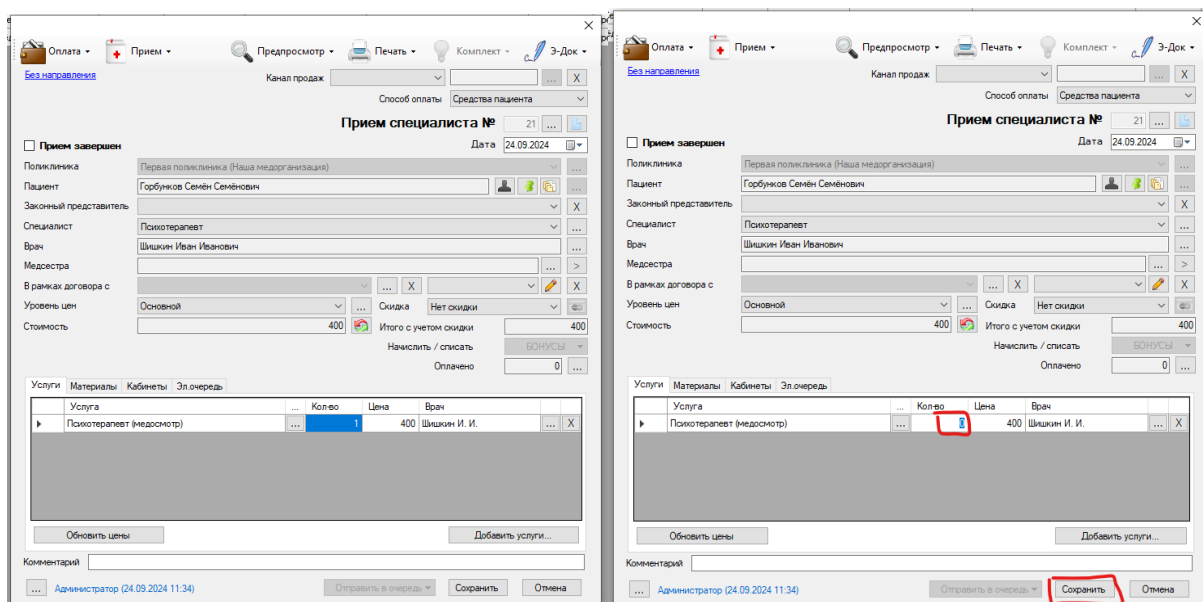 Оплата Прием Предпросмотр Печать Комплект Э-Док
Без направления Канал продаж ... X
Способ оплаты Средства пациента
Прием специалиста № 21 ...
Прием завершен Дата 24.09.2024
Поликлиника Первая поликлиника (Наша медорганизация) ...
Пациент Горбунков Семён Семёнович ...
Законный представитель X
Специалист Психотерапевт ...
Врач Шишкин Иван Иванович ...
Медсестра ... >
В рамках договора с ... X X
Уровень цен Основной ... Скидка Нет скидки
Стоимость 400 Итого с учетом скидки 400
Начислить / списать БОНУСЫ
Оплачено 0 ...
Услуги Материалы Кабинеты Эл.очередь
Услуга ... Кол-во Цена Врач
Психотерапевт (медосмотр) ... 1 400 Шишкин И. И. ... X
Обновить цены Добавить услуги...
Комментарий
... Администратор (24.09.2024 11:34) Отправить в очередь Сохранить Отмена
Оплата Прием Предпросмотр Печать Комплект Э-Док
Без направления Канал продаж ... X
Способ оплаты Средства пациента
Прием специалиста № 21 ...
Прием завершен Дата 24.09.2024
Поликлиника Первая поликлиника (Наша медорганизация) ...
Пациент Горбунков Семён Семёнович ...
Законный представитель X
Специалист Психотерапевт ...
Врач Шишкин Иван Иванович ...
Медсестра ... >
В рамках договора с ... X X
Уровень цен Основной ... Скидка Нет скидки
Стоимость 400 Итого с учетом скидки 400
Начислить / списать БОНУСЫ
Оплачено 0 ...
Услуги Материалы Кабинеты Эл.очередь
Услуга ... Кол-во Цена Врач
Психотерапевт (медосмотр) ... 0 400 Шишкин И. И. ... X
Обновить цены Добавить услуги...
Комментарий
... Администратор (24.09.2024 11:34) Отправить в очередь Сохранить Отмена